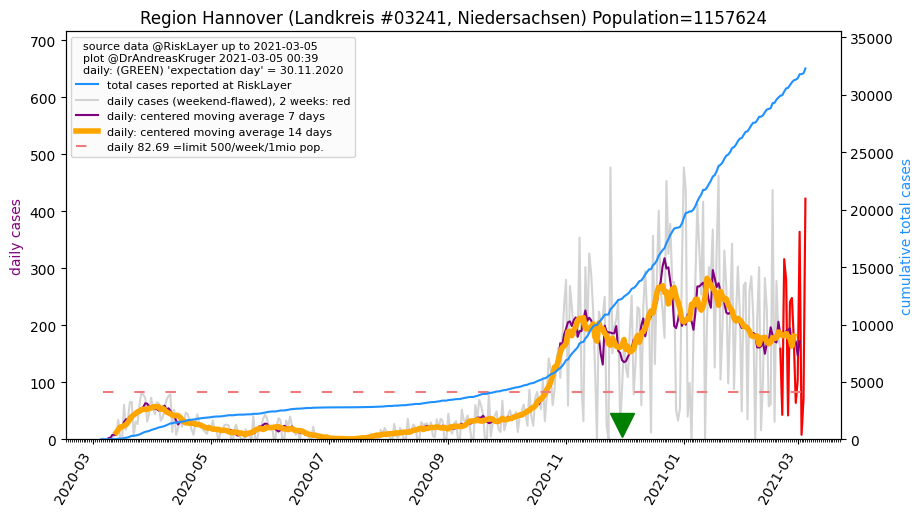 Region Hannover (Landkreis #03241, Niedersachsen) Population=1157624
source data @RiskLayer up to 2021-03-05
plot @DrAndreasKruger 2021-03-05 00:39
daily: (GREEN) 'expectation day' = 30.11.2020
total cases reported at RiskLayer
daily cases (weekend-flawed), 2 weeks: red
daily: centered moving average 7 days
daily: centered moving average 14 days
daily 82.69 =limit 500/week/1mio pop.
daily cases
700
600
500
400
300
200
100
0
35000
30000
25000
20000
15000
10000
5000
0
cumulative total cases
2020-03
2020-05
2020-07
2020-09
2020-11
2021-01
2021-03